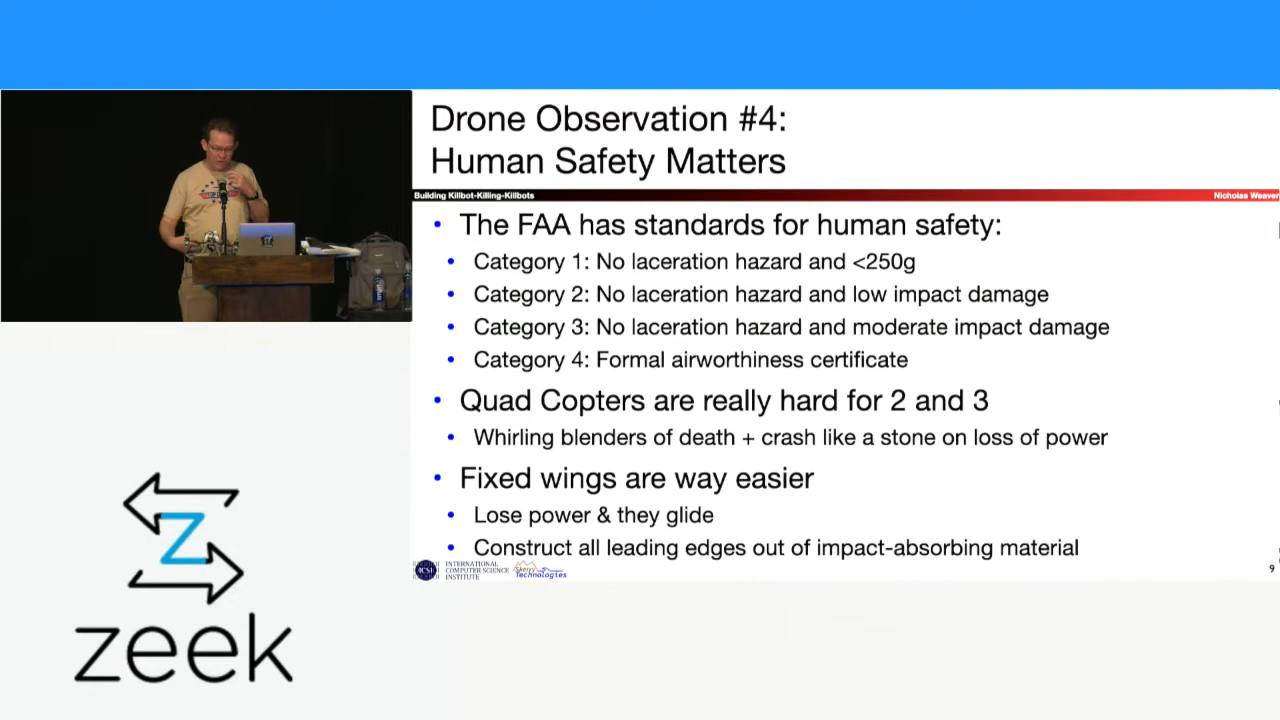 Drone Observation #4:
Human Safety Matters
Building Killbot-Killing-Killbots
Nicholas Weaver
• The FAA has standards for human safety:
• Category 1: No laceration hazard and <250g
• Category 2: No laceration hazard and low impact damage
• Category 3: No laceration hazard and moderate impact damage
• Category 4: Formal airworthiness certificate
• Quad Copters are really hard for 2 and 3
• Whirling blenders of death + crash like a stone on loss of power
• Fixed wings are way easier
• Lose power & they glide
• Construct all leading edges out of impact-absorbing material
ICSI
INTERNATIONAL
COMPUTER SCIENCE
INSTITUTE
Skerry
Technologies
9
z
zeek